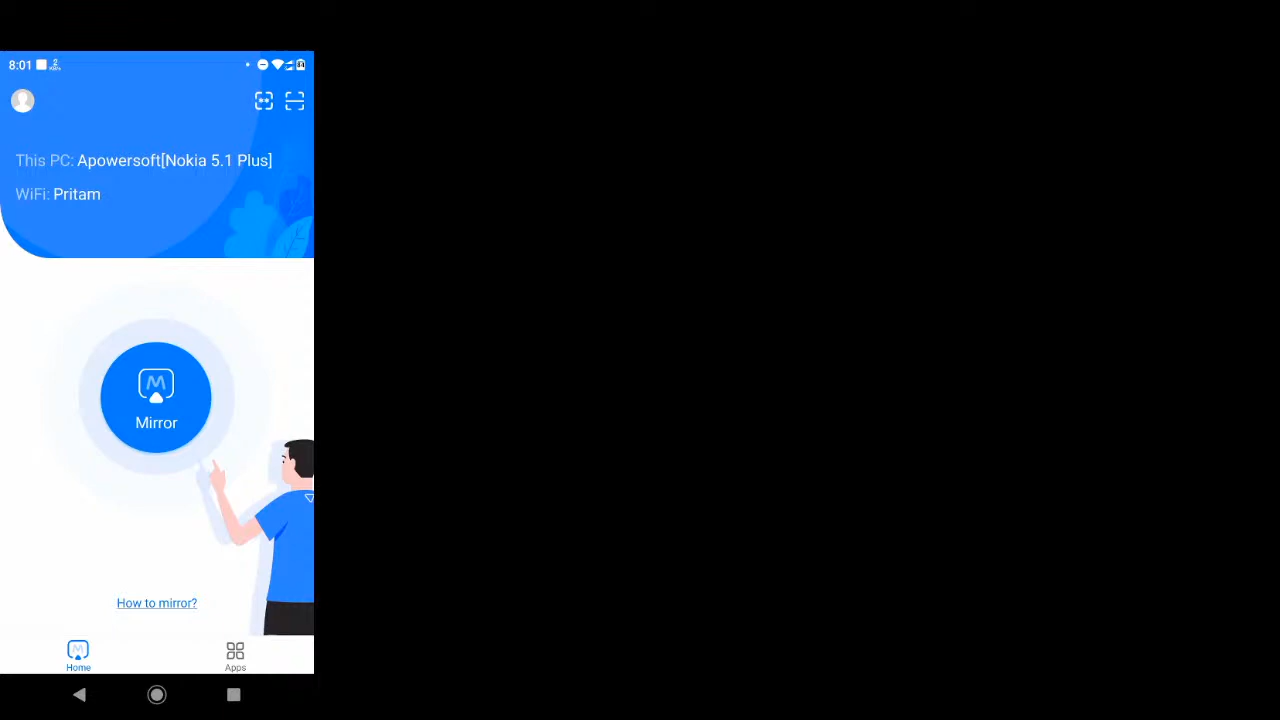 8:01
This PC: Apowersoft[Nokia 5.1 Plus]
WiFi: Pritam
M
Mirror
How to mirror?
Home
Apps